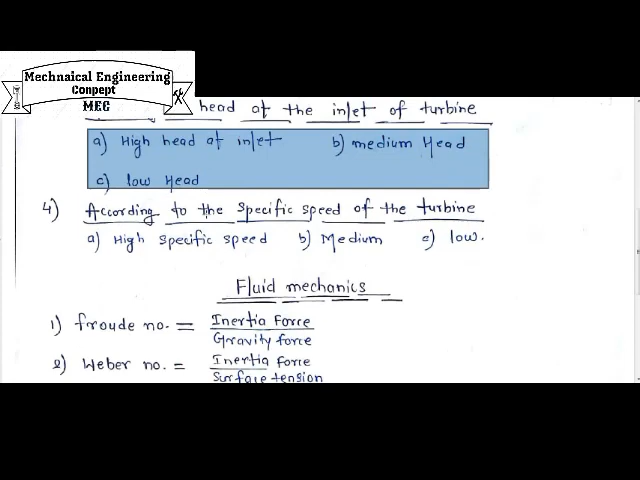 Mechnaical Engineering
Conpept
MEC
head at the inlet of turbine
a) High head at inlet b) medium Head
c) low Head
4) According to the specific speed of the turbine
a) High specific speed b) Medium c) low.
Fluid mechanics
1) froude no. = Inertia Force
Gravity force
2) Weber no. = Inertia force
Surface tension